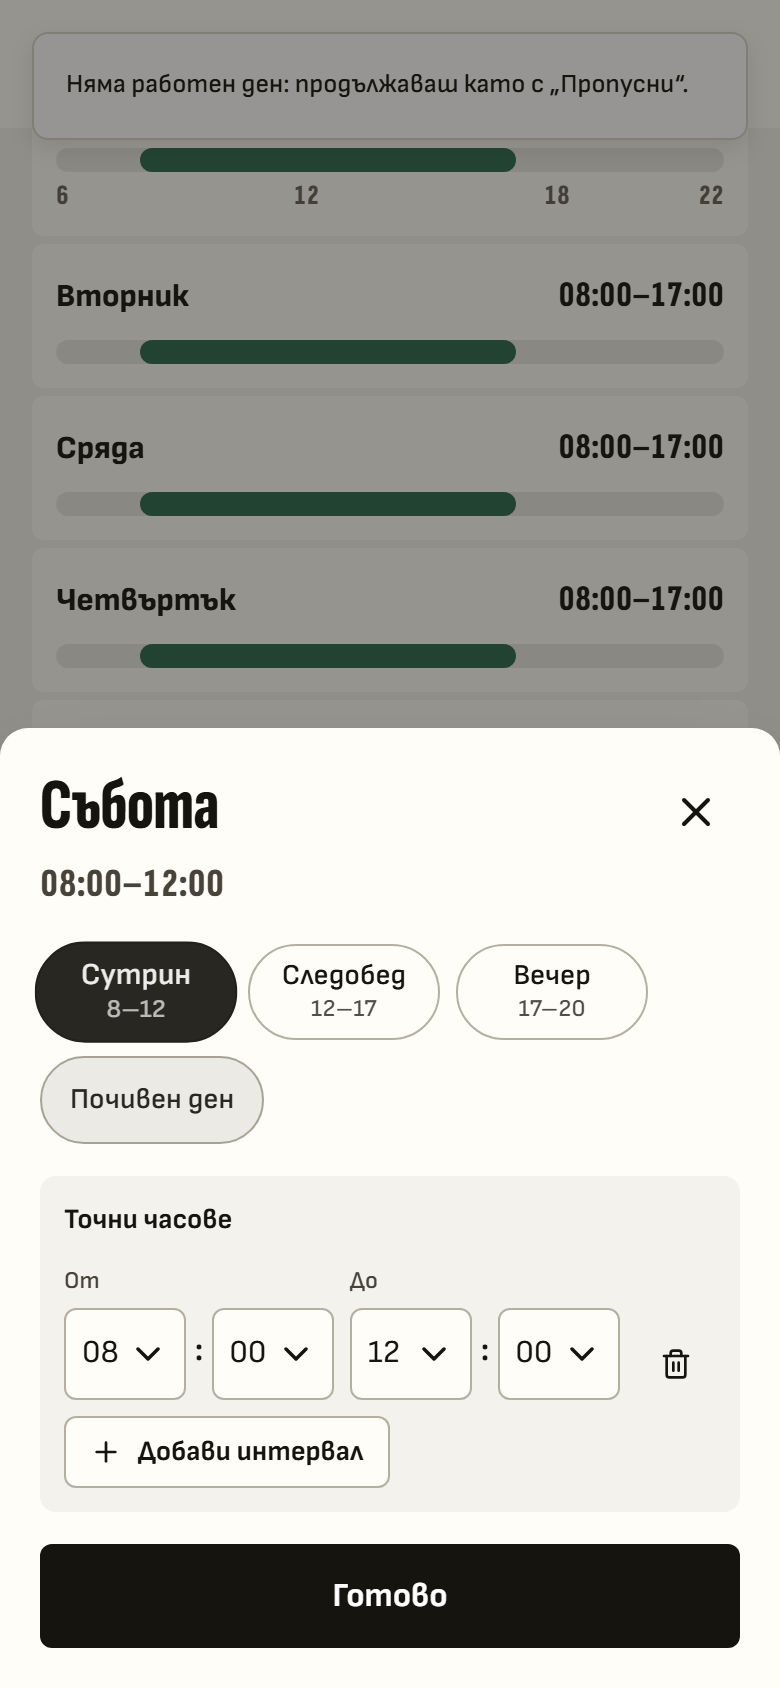 Няма работен ден: продължаваш като с „Пропусни“.
6 12 18 22
Вторник 08:00–17:00
Сряда 08:00–17:00
Четвъртък 08:00–17:00
Събота
08:00–12:00
Сутрин Следобед Вечер
8–12 12–17 17–20
Почивен ден
Точни часове
От До
08 : 00 12 : 00
Добави интервал
Готово